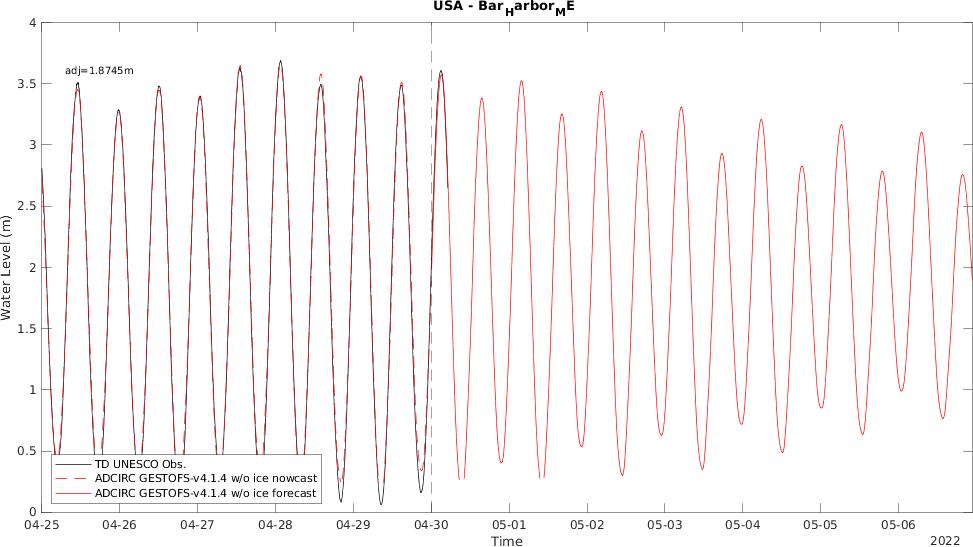 USA - Bar_Harbor_ME
4
adj=1.8745m
3.5
3
2.5
2
1.5
1
0.5
0
Water Level (m)
TD UNESCO Obs.
ADCIRC GESTOFS-v4.1.4 w/o ice nowcast
ADCIRC GESTOFS-v4.1.4 w/o ice forecast
04-25 04-26 04-27 04-28 04-29 04-30 05-01 05-02 05-03 05-04 05-05 05-06
Time
2022